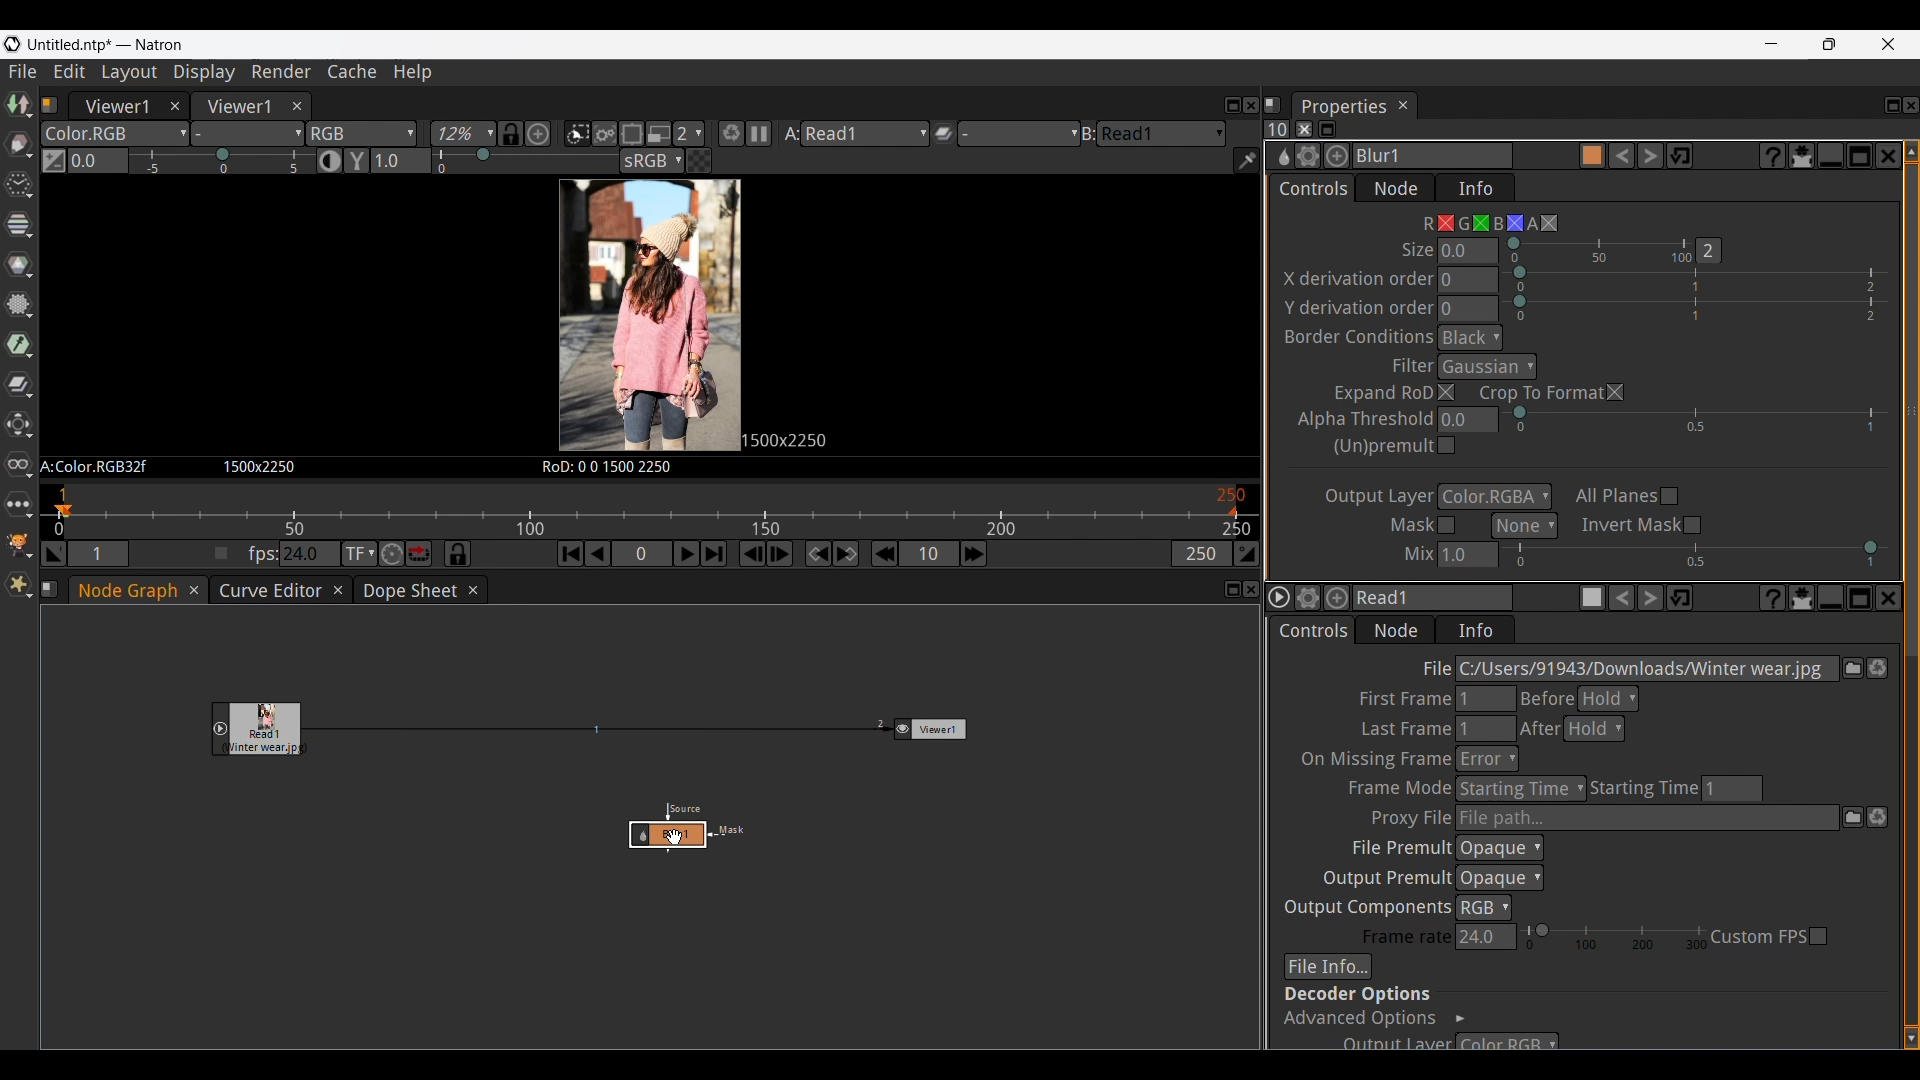 Untitled.ntp* — Natron
File Edit Layout Display Render Cache Help
Viewer1 Viewer1
Color.RGB - RGB 12% 2 A: Read1 - B: Read1
0.0 -5 0 5 1.0 0 sRGB
1500x2250
A:Color.RGB32f 1500x2250 RoD: 0 0 1500 2250
1 250
0 50 100 150 200 250
1 fps: 24.0 TF 0 10 250
Node Graph Curve Editor Dope Sheet
Read1
(Winter wear.jpg)
1
2
Viewer1
Source
Mask
Properties
10
Blur1
Controls Node Info
R G B A
Size 0.0 0 50 100 2
X derivation order 0 0 1 2
Y derivation order 0 0 1 2
Border Conditions Black
Filter Gaussian
Expand RoD Crop To Format
Alpha Threshold 0.0 0 0.5 1
(Un)premult
Output Layer Color.RGBA All Planes
Mask None Invert Mask
Mix 1.0 0 0.5 1
Read1
Controls Node Info
File C:/Users/91943/Downloads/Winter wear.jpg
First Frame 1 Before Hold
Last Frame 1 After Hold
On Missing Frame Error
Frame Mode Starting Time Starting Time 1
Proxy File File path...
File Premult Opaque
Output Premult Opaque
Output Components RGB
Frame rate 24.0 0 100 200 300 Custom FPS
File Info...
Decoder Options
Advanced Options
Output Layer Color.RGB